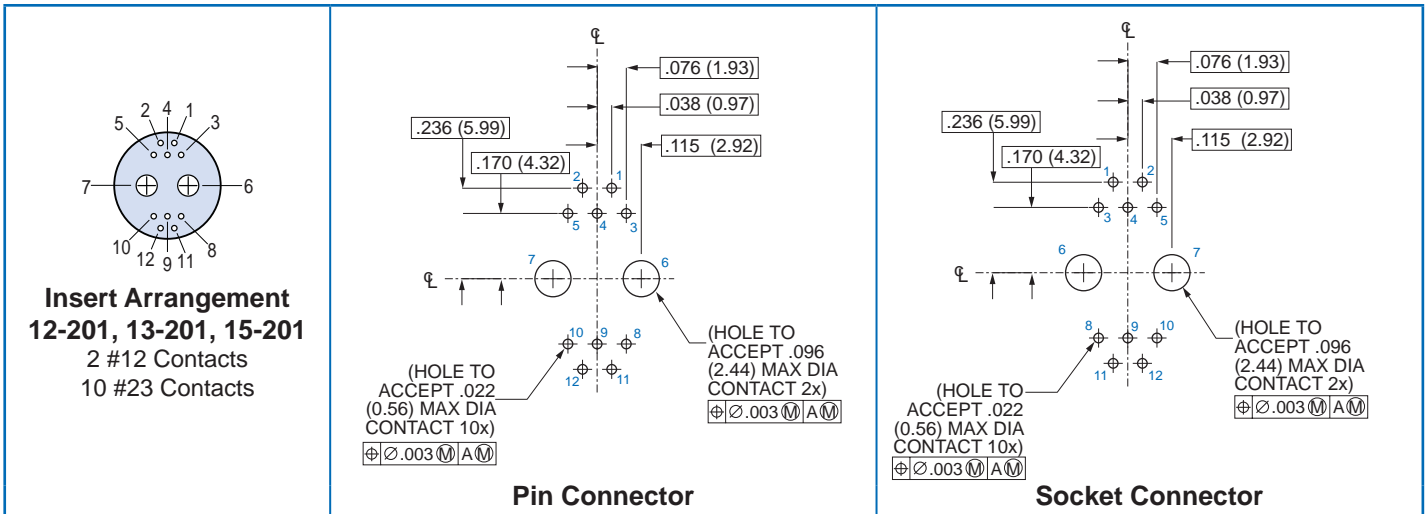 2 4 1
5 3
7 6
10 8
12 9 11
Insert Arrangement
12-201, 13-201, 15-201
2 #12 Contacts
10 #23 Contacts
℄
.076 (1.93)
.038 (0.97)
.236 (5.99)
.115 (2.92)
.170 (4.32)
2 1
5 4 3
7 6
℄
10 9 8
12 11
(HOLE TO
ACCEPT .022
(0.56) MAX DIA
CONTACT 10x)
⌖ ∅.003 Ⓜ A Ⓜ
(HOLE TO
ACCEPT .096
(2.44) MAX DIA
CONTACT 2x)
⌖ ∅.003 Ⓜ A Ⓜ
Pin Connector
℄
.076 (1.93)
.038 (0.97)
.236 (5.99)
.115 (2.92)
.170 (4.32)
1 2
3 4 5
6 7
℄
8 9 10
11 12
(HOLE TO
ACCEPT .022
(0.56) MAX DIA
CONTACT 10x)
⌖ ∅.003 Ⓜ A Ⓜ
(HOLE TO
ACCEPT .096
(2.44) MAX DIA
CONTACT 2x)
⌖ ∅.003 Ⓜ A Ⓜ
Socket Connector